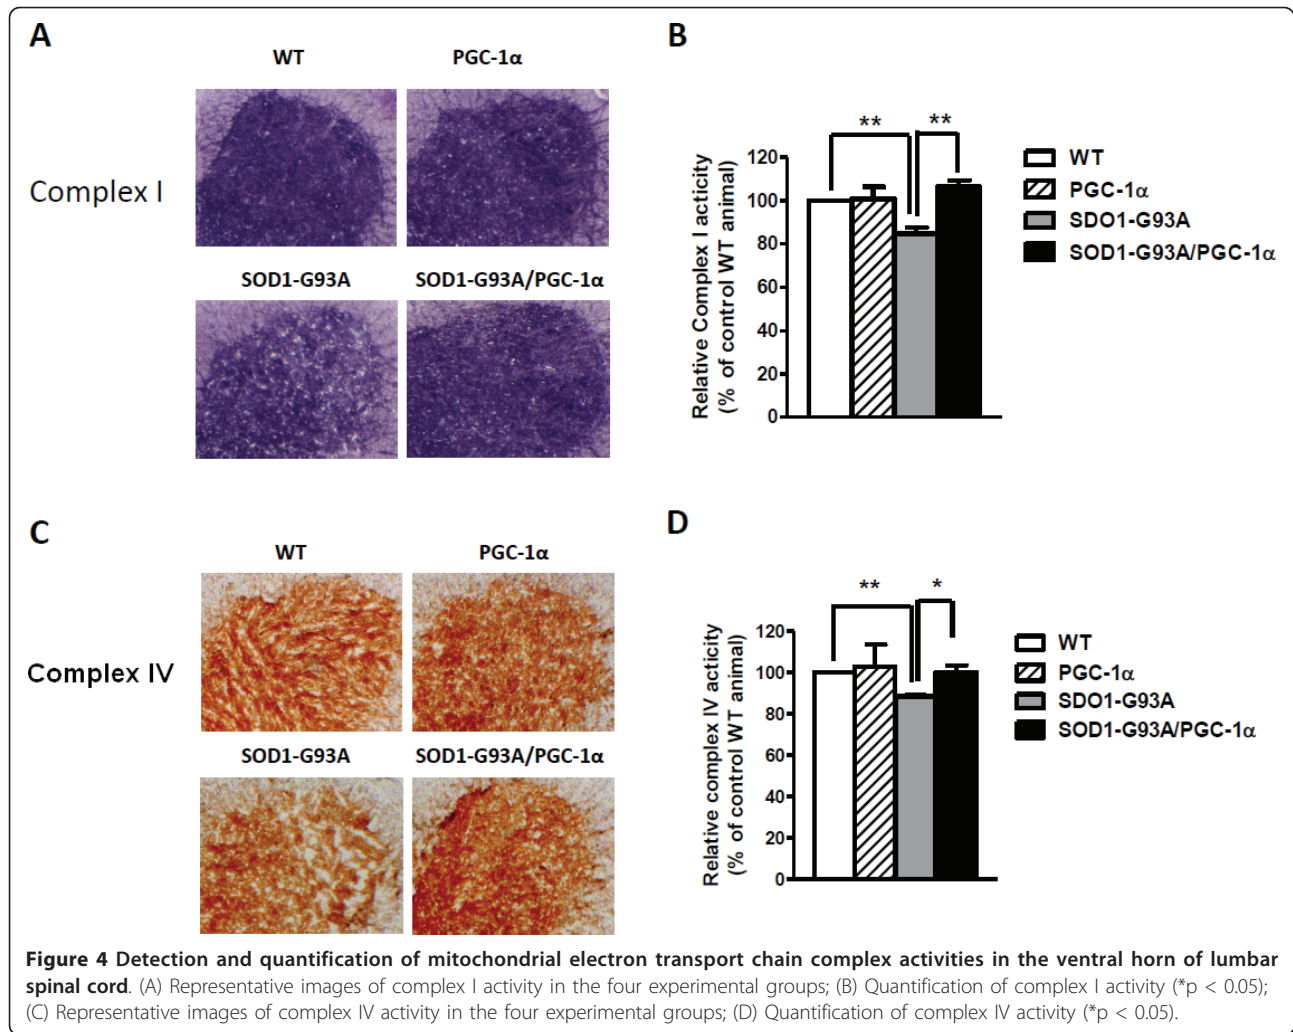 A
WT
PGC-1α
Complex I
SOD1-G93A
SOD1-G93A/PGC-1α
B
**
**
120
100
80
60
40
20
0
Relative Complex I acticity
(% of control WT animal)
WT
PGC-1α
SDO1-G93A
SOD1-G93A/PGC-1α
C
WT
PGC-1α
Complex IV
SOD1-G93A
SOD1-G93A/PGC-1α
D
**
*
120
100
80
60
40
20
0
Relative complex IV acticity
(% of control WT animal)
WT
PGC-1α
SDO1-G93A
SOD1-G93A/PGC-1α
Figure 4 Detection and quantification of mitochondrial electron transport chain complex activities in the ventral horn of lumbar
spinal cord. (A) Representative images of complex I activity in the four experimental groups; (B) Quantification of complex I activity (*p < 0.05);
(C) Representative images of complex IV activity in the four experimental groups; (D) Quantification of complex IV activity (*p < 0.05).